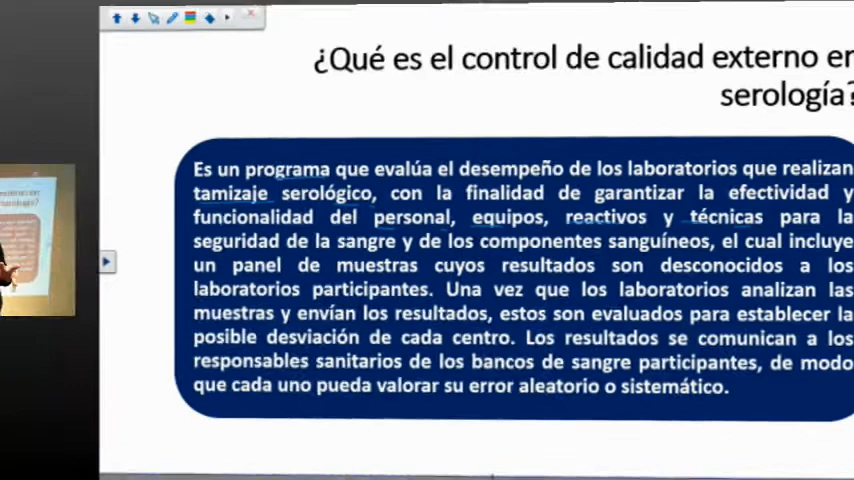 ¿Qué es el control de calidad externo en
serología?
Es un programa que evalúa el desempeño de los laboratorios que realizan
tamizaje serológico, con la finalidad de garantizar la efectividad y
funcionalidad del personal, equipos, reactivos y técnicas para la
seguridad de la sangre y de los componentes sanguíneos, el cual incluye
un panel de muestras cuyos resultados son desconocidos a los
laboratorios participantes. Una vez que los laboratorios analizan las
muestras y envían los resultados, estos son evaluados para establecer la
posible desviación de cada centro. Los resultados se comunican a los
responsables sanitarios de los bancos de sangre participantes, de modo
que cada uno pueda valorar su error aleatorio o sistemático.